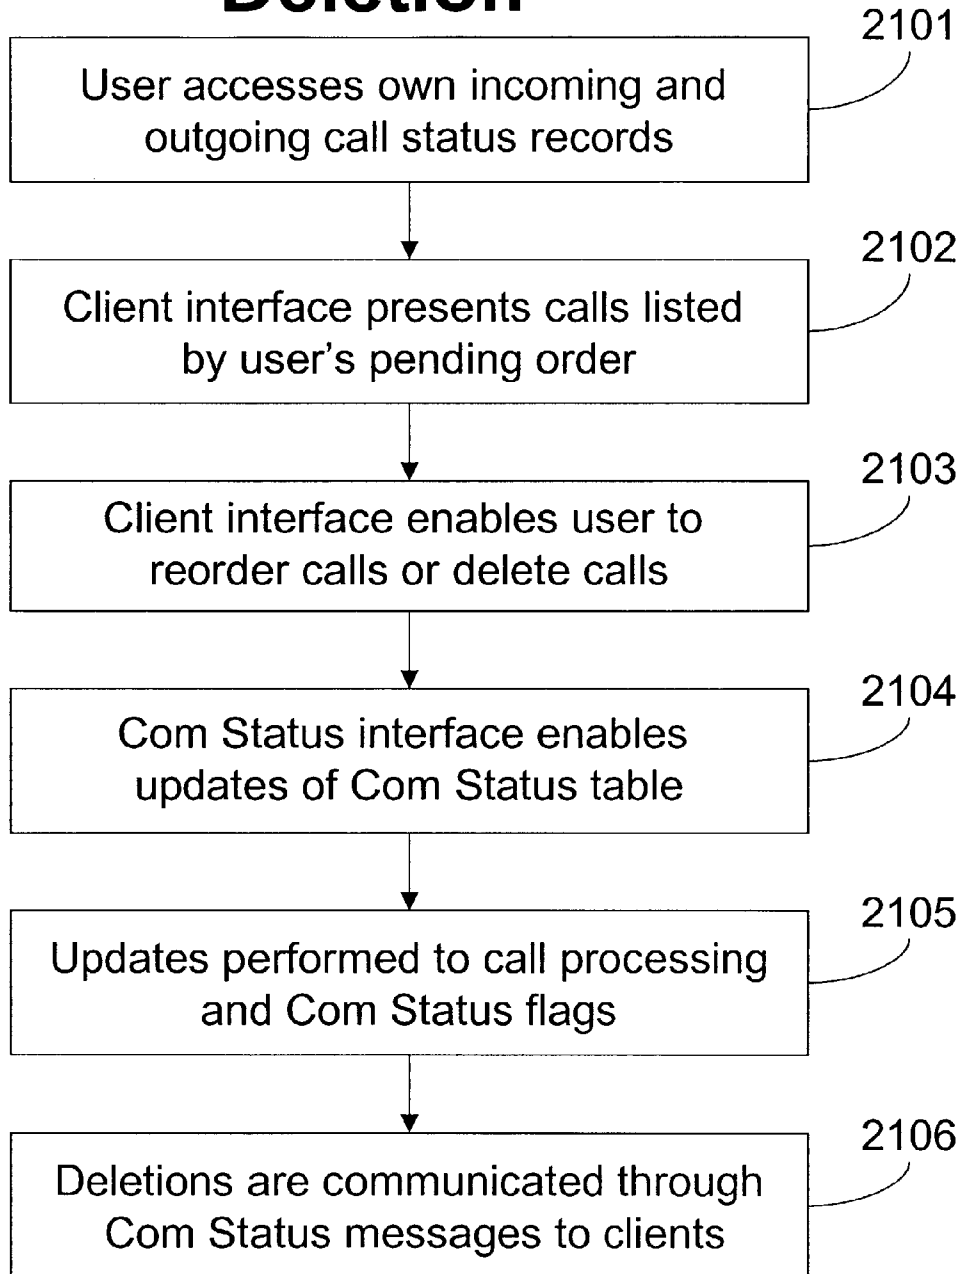 Deletion
2101
User accesses own incoming and
outgoing call status records
2102
Client interface presents calls listed
by user’s pending order
2103
Client interface enables user to
reorder calls or delete calls
2104
Com Status interface enables
updates of Com Status table
2105
Updates performed to call processing
and Com Status flags
2106
Deletions are communicated through
Com Status messages to clients